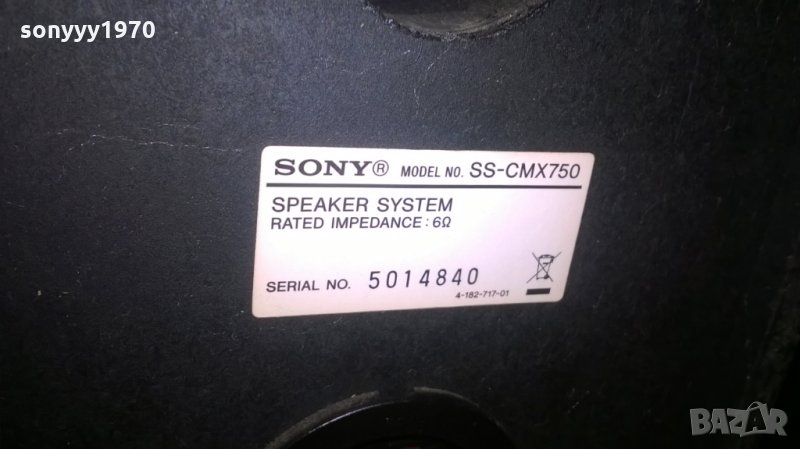 sonyyy1970
SONY® MODEL NO. SS-CMX750
SPEAKER SYSTEM
RATED IMPEDANCE: 6Ω
SERIAL NO. 5014840
4-182-717-01
BAZAR